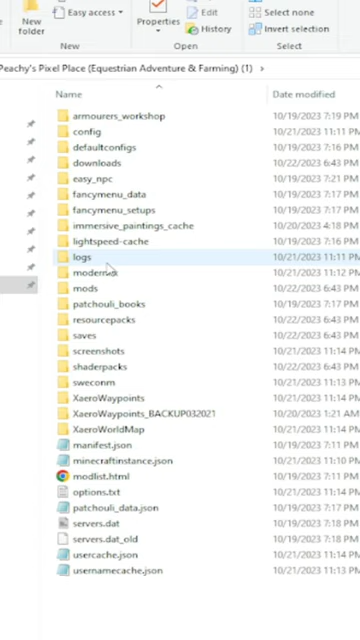 New folder
Easy access
Properties
Edit
History
Select none
Invert selection
New
Open
Select
Peachy's Pixel Place (Equestrian Adventure & Farming) (1)
Name Date modified
armourers_workshop 10/19/2023 7:19 PM
config 10/21/2023 11:11 PM
defaultconfigs 10/19/2023 7:16 PM
downloads 10/22/2023 6:43 PM
easy_npc 10/19/2023 7:21 PM
fancymenu_data 10/19/2023 7:17 PM
fancymenu_setups 10/19/2023 7:17 PM
immersive_paintings_cache 10/20/2023 4:18 PM
lightspeed-cache 10/19/2023 7:16 PM
logs 10/21/2023 11:11 PM
10/21/2023 11:12 PM
mods 10/22/2023 6:43 PM
patchouli_books 10/19/2023 7:17 PM
resourcepacks 10/22/2023 6:43 PM
saves 10/22/2023 6:43 PM
screenshots 10/21/2023 11:14 PM
shaderpacks 10/22/2023 6:43 PM
sweconm 10/21/2023 11:13 PM
XaeroWaypoints 10/21/2023 11:14 PM
XaeroWaypoints_BACKUP032021 10/20/2023 1:21 AM
XaeroWorldMap 10/21/2023 11:14 PM
manifest.json 10/19/2023 7:11 PM
minecraftinstance.json 10/21/2023 11:10 PM
modlist.html 10/19/2023 7:11 PM
options.txt 10/21/2023 11:14 PM
patchouli_data.json 10/19/2023 7:17 PM
servers.dat 10/19/2023 7:18 PM
servers.dat_old 10/19/2023 7:18 PM
usercache.json 10/21/2023 11:14 PM
usernamecache.json 10/21/2023 11:13 PM